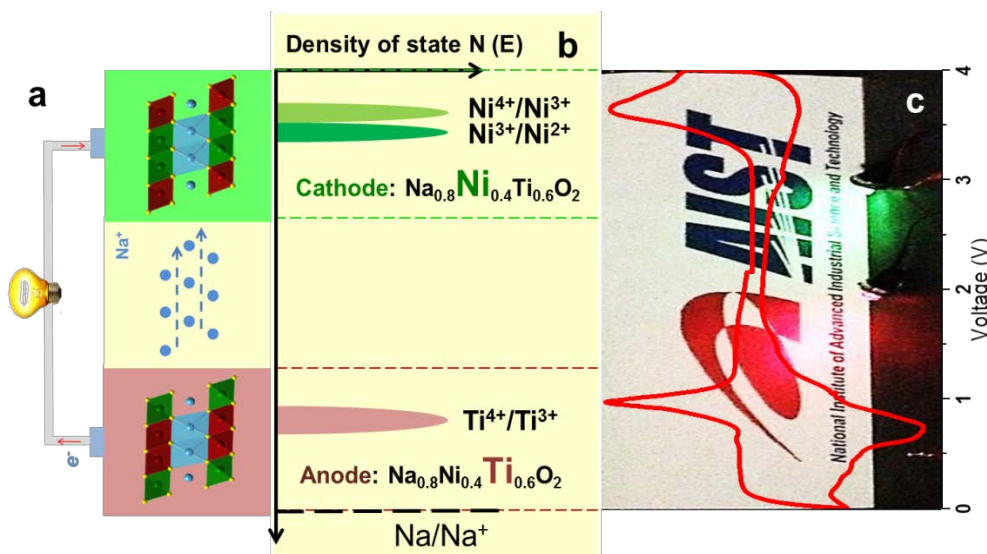 a
Na⁺
e⁻
Density of state N (E)
b
Ni⁴⁺/Ni³⁺
Ni³⁺/Ni²⁺
Cathode: Na₀.₈Ni₀.₄Ti₀.₆O₂
Ti⁴⁺/Ti³⁺
Anode: Na₀.₈Ni₀.₄Ti₀.₆O₂
Na/Na⁺
c
AIST
National Institute of Advanced Industrial Science and Technology
4
3
2
1
0
Voltage (V)